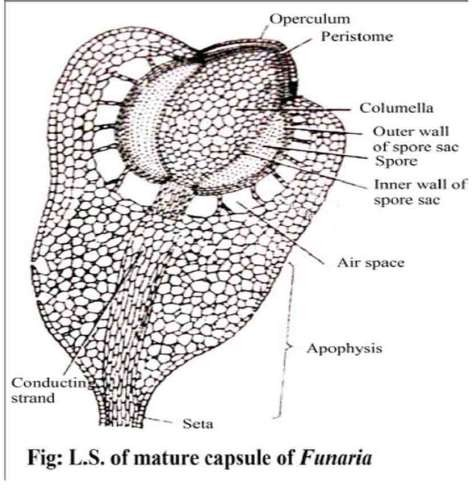 Operculum
Peristome
Columella
Outer wall
of spore sac
Spore
Inner wall of
spore sac
Air space
Apophysis
Conducting
strand
Seta
Fig: L.S. of mature capsule of Funaria